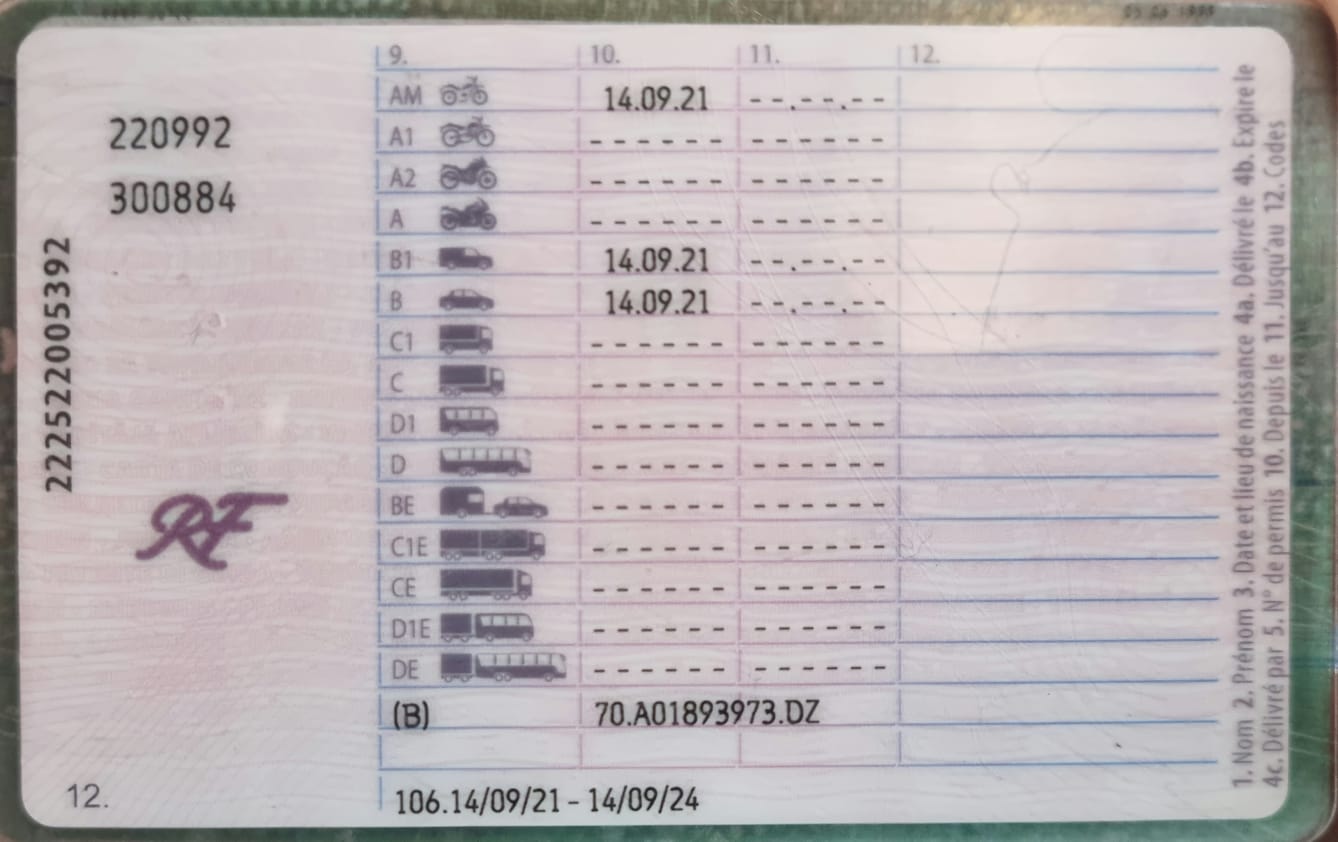 9. 10. 11. 12.
AM 14.09.21 --.--.--
A1 ------ ------
A2 ------ ------
A ------ ------
B1 14.09.21 --.--.--
B 14.09.21 --.--.--
C1 ------ ------
C ------ ------
D1 ------ ------
D ------ ------
BE ------ ------
C1E ------ ------
CE ------ ------
D1E ------ ------
DE ------ ------
(B) 70.A01893973.DZ
12. 106.14/09/21 - 14/09/24
220992
300884
222522005392
RF
1. Nom 2. Prénom 3. Date et lieu de naissance 4a. Délivré le 4b. Expire le
4c. Délivré par 5. N° de permis 10. Depuis le 11. Jusqu'au 12. Codes